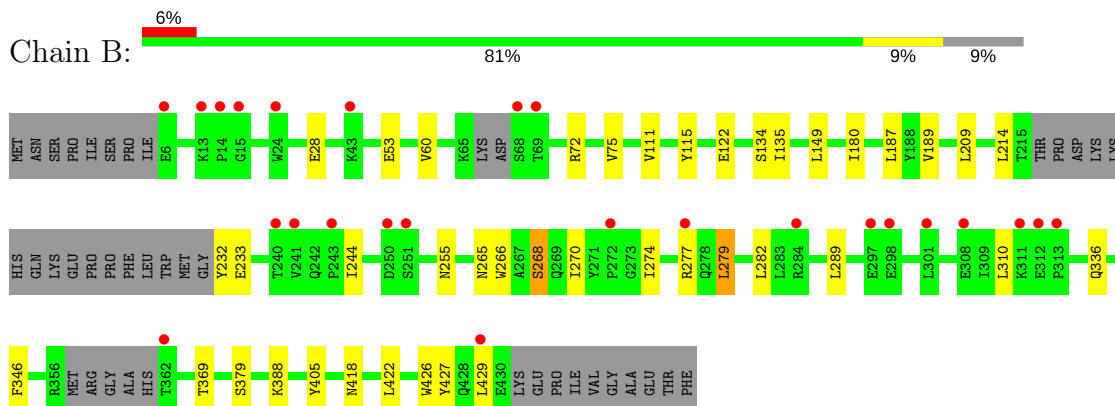 6%
Chain B:
81% 9% 9%
MET ASN SER PRO ILE SER PRO ILE E6 K13 P14 G15 W24 E28 K43 E53 V60 K65 LYS ASP S68 T69 R72 V75 V111 Y115 E122 S134 I135 L149 I180 L187 Y188 V189 L209 L214 T215 THR PRO ASP LYS LYS
HIS GLN LYS GLU PRO PRO PHE LEU TRP MET GLY Y232 E233 T240 V241 Q242 P243 I244 D250 S251 N255 N265 W266 A267 S268 Q269 I270 Y271 P272 G273 I274 R277 Q278 L279 L282 L283 R284 L289 E297 E298 L301 E308 I309 L310 K311 E312 P313 Q336
F346 R356 MET ARG GLY ALA HIS T362 T369 S379 K388 Y405 N418 L422 W426 Y427 Q428 L429 E430 LYS GLU PRO ILE VAL GLY ALA GLU THR PHE